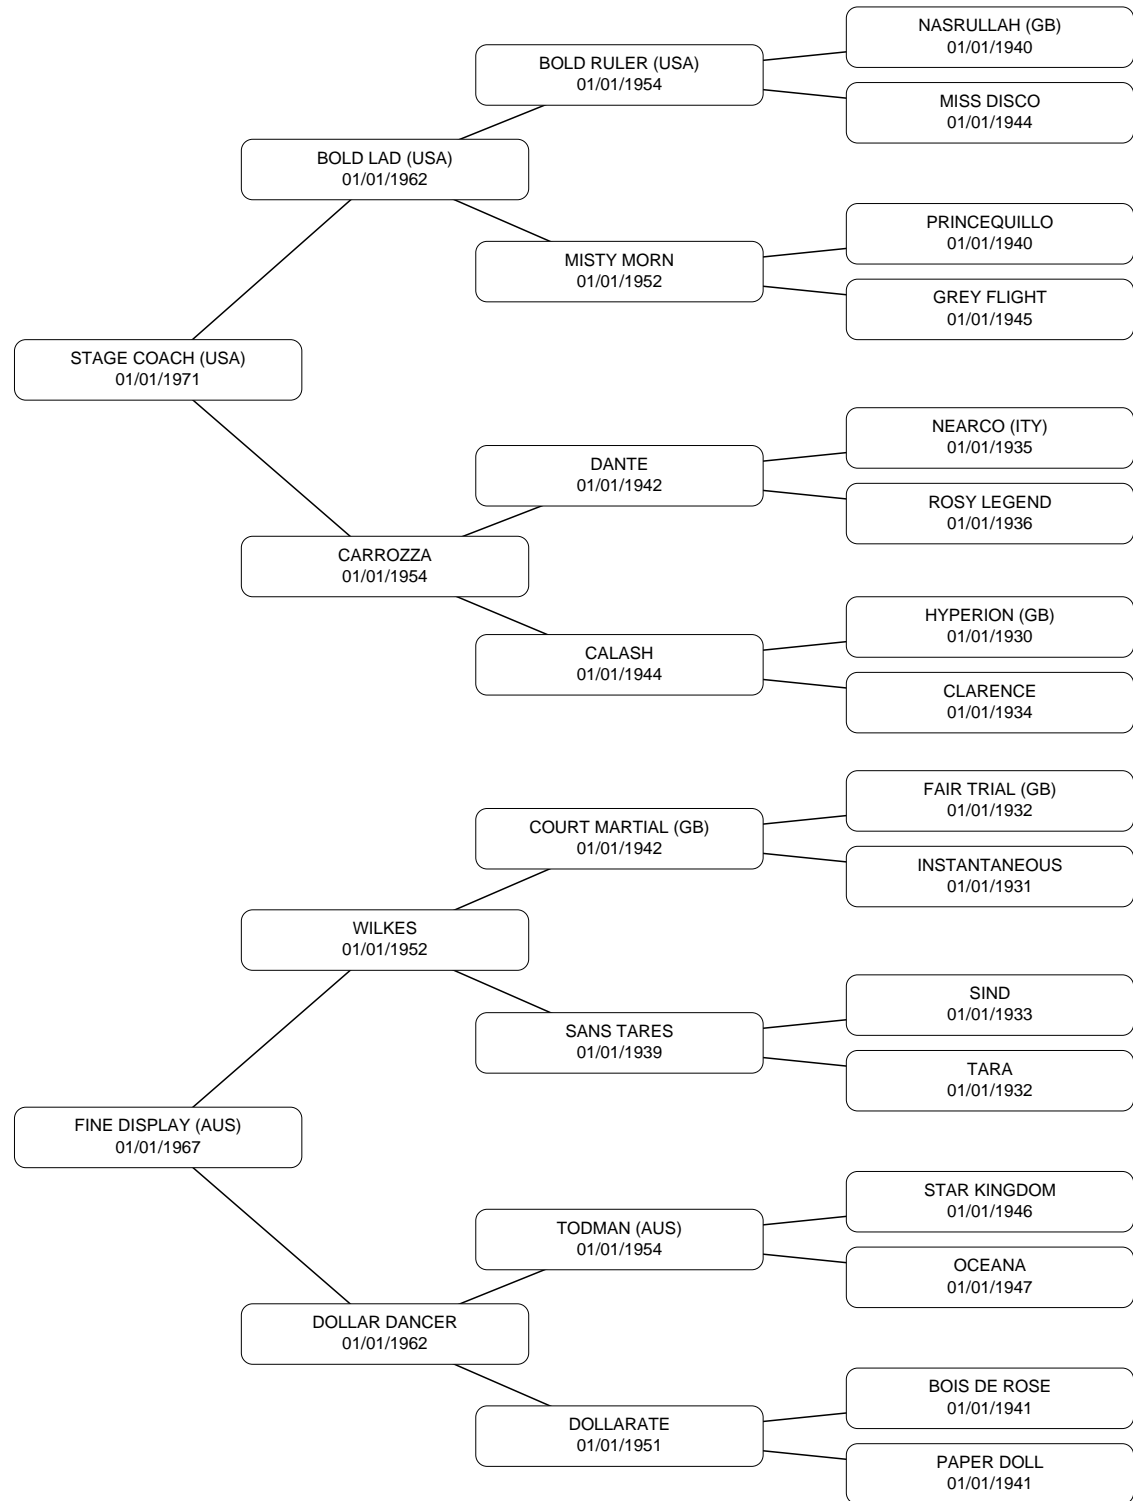 NASRULLAH (GB)
01/01/1940
BOLD RULER (USA)
01/01/1954
MISS DISCO
01/01/1944
BOLD LAD (USA)
01/01/1962
PRINCEQUILLO
01/01/1940
MISTY MORN
01/01/1952
GREY FLIGHT
01/01/1945
STAGE COACH (USA)
01/01/1971
NEARCO (ITY)
01/01/1935
DANTE
01/01/1942
ROSY LEGEND
01/01/1936
CARROZZA
01/01/1954
HYPERION (GB)
01/01/1930
CALASH
01/01/1944
CLARENCE
01/01/1934
FAIR TRIAL (GB)
01/01/1932
COURT MARTIAL (GB)
01/01/1942
INSTANTANEOUS
01/01/1931
WILKES
01/01/1952
SIND
01/01/1933
SANS TARES
01/01/1939
TARA
01/01/1932
FINE DISPLAY (AUS)
01/01/1967
STAR KINGDOM
01/01/1946
TODMAN (AUS)
01/01/1954
OCEANA
01/01/1947
DOLLAR DANCER
01/01/1962
BOIS DE ROSE
01/01/1941
DOLLARATE
01/01/1951
PAPER DOLL
01/01/1941